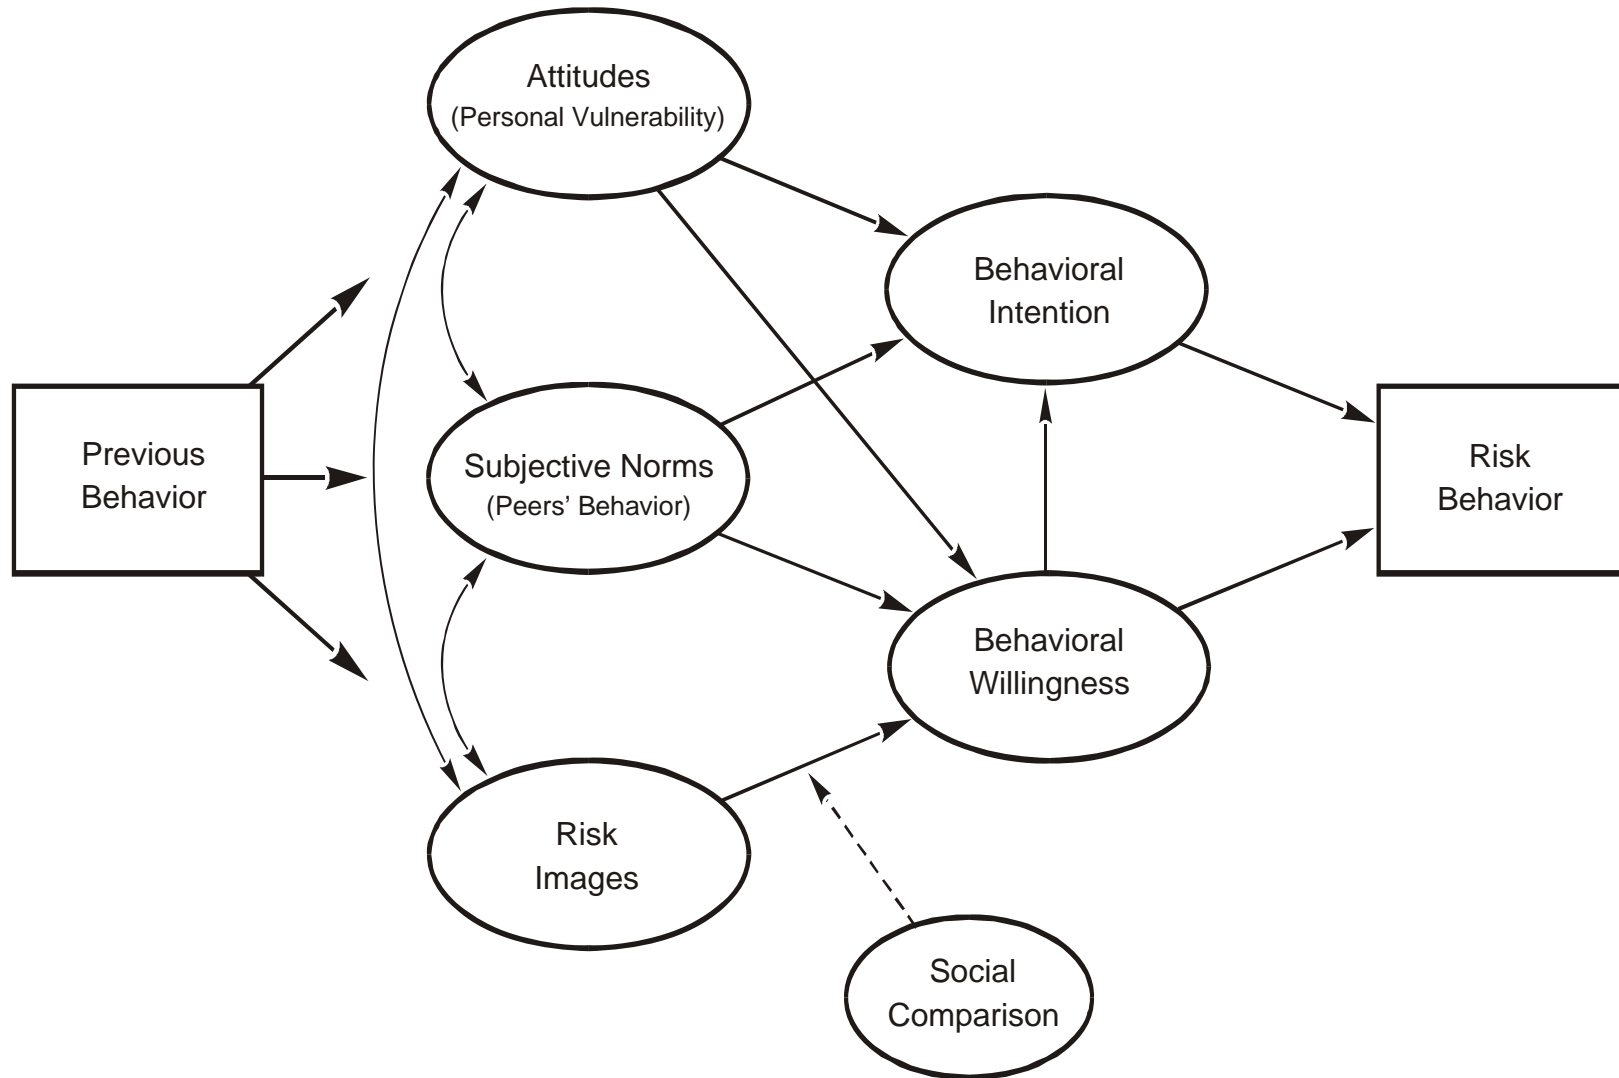 Attitudes
(Personal Vulnerability)
Behavioral
Intention
Previous
Behavior
Subjective Norms
(Peers’ Behavior)
Risk
Behavior
Behavioral
Willingness
Risk
Images
Social
Comparison